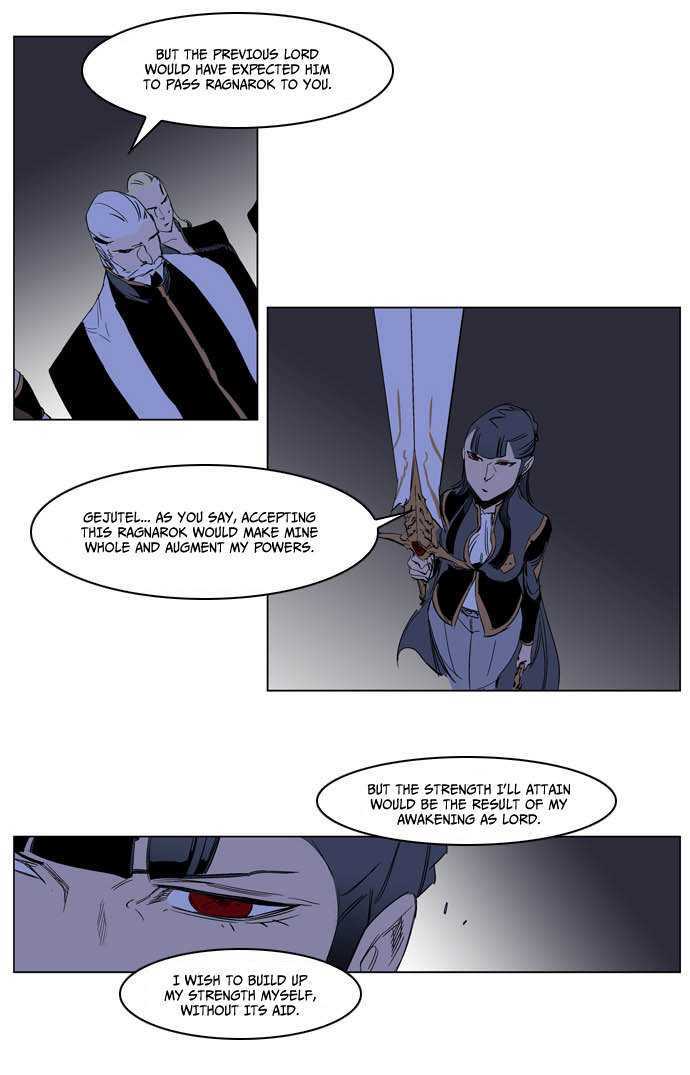 BUT THE PREVIOUS LORD
WOULD HAVE EXPECTED HIM
TO PASS RAGNAROK TO YOU.
GEJUTEL... AS YOU SAY, ACCEPTING
THIS RAGNAROK WOULD MAKE MINE
WHOLE AND AUGMENT MY POWERS.
BUT THE STRENGTH I'LL ATTAIN
WOULD BE THE RESULT OF MY
AWAKENING AS LORD.
I WISH TO BUILD UP
MY STRENGTH MYSELF,
WITHOUT ITS AID.